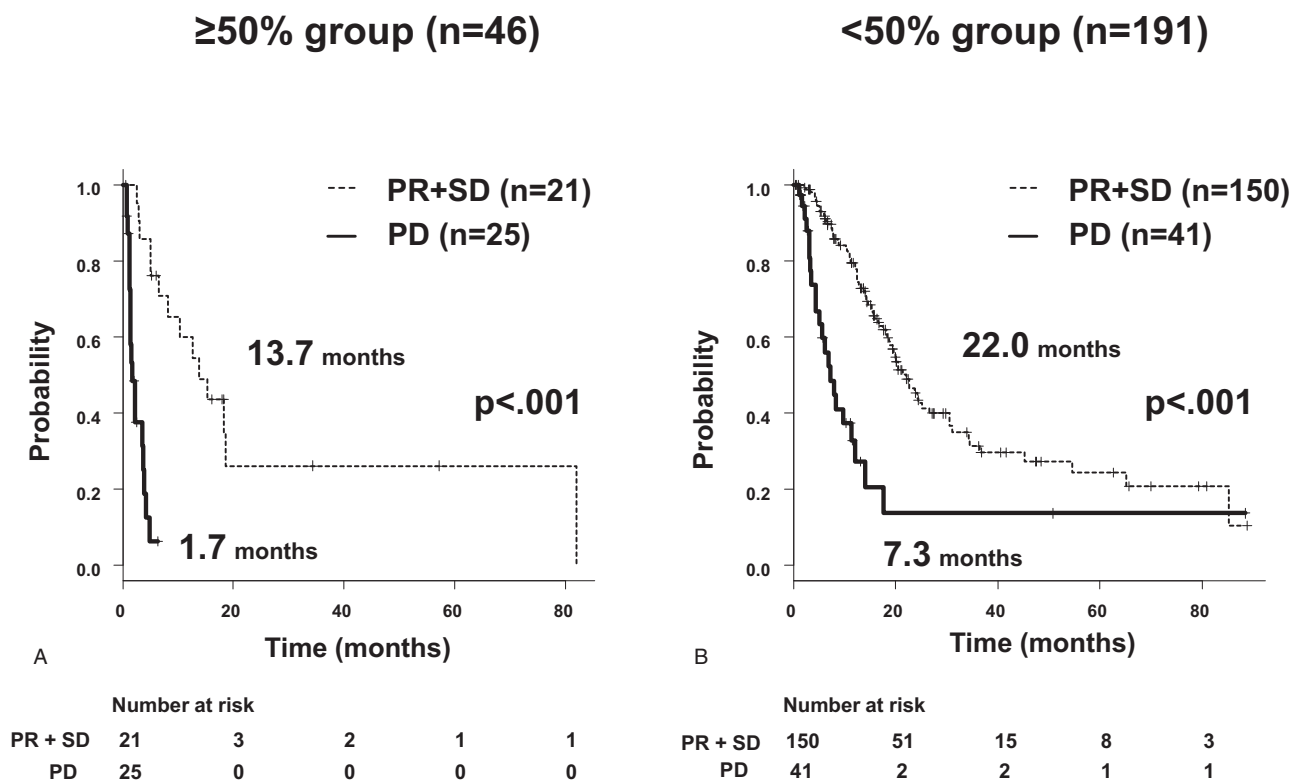 ≥50% group (n=46)
PR+SD (n=21)
PD (n=25)
1.0
0.8
0.6
0.4
0.2
0.0
Probability
13.7 months
p<.001
1.7 months
0 20 40 60 80
Time (months)
A
Number at risk
PR + SD 21 3 2 1 1
PD 25 0 0 0 0
<50% group (n=191)
PR+SD (n=150)
PD (n=41)
1.0
0.8
0.6
0.4
0.2
0.0
Probability
22.0 months
p<.001
7.3 months
0 20 40 60 80
Time (months)
B
Number at risk
PR + SD 150 51 15 8 3
PD 41 2 2 1 1